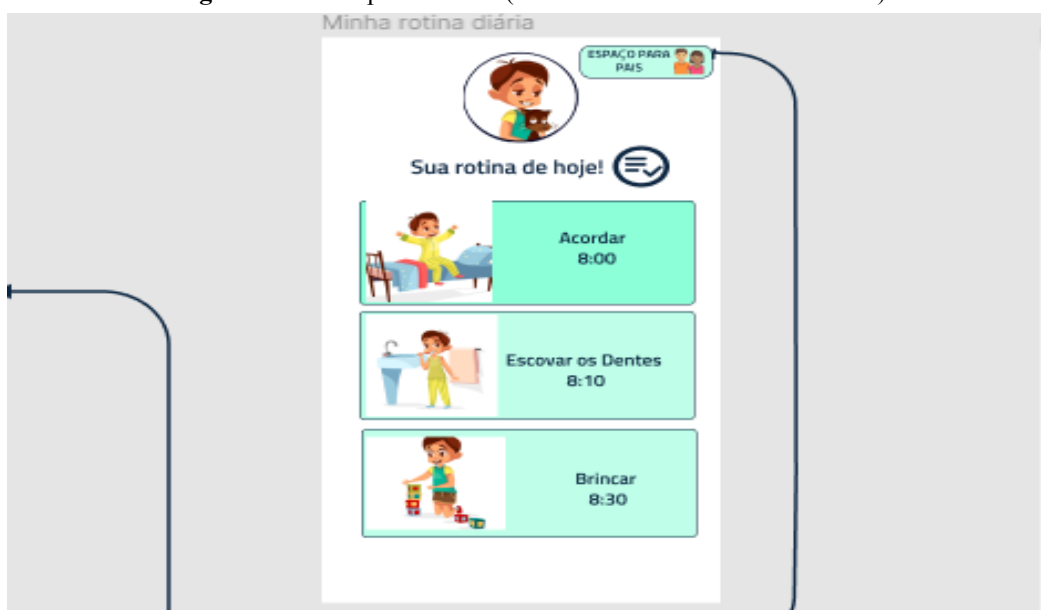 Minha rotina diária
ESPAÇO PARA
PAIS
Sua rotina de hoje!
Acordar
8:00
Escovar os Dentes
8:10
Brincar
8:30